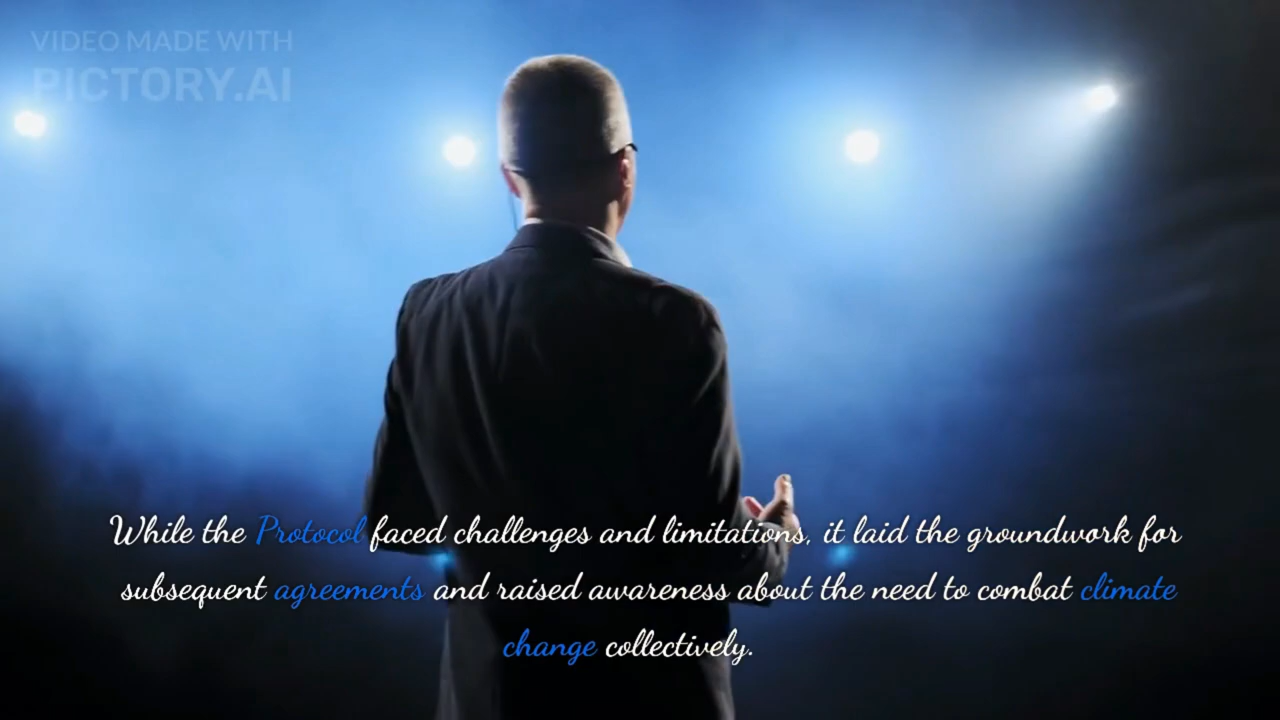 VIDEO MADE WITH
PICTORY.AI
While the Protocol faced challenges and limitations, it laid the groundwork for
subsequent agreements and raised awareness about the need to combat climate
change collectively.